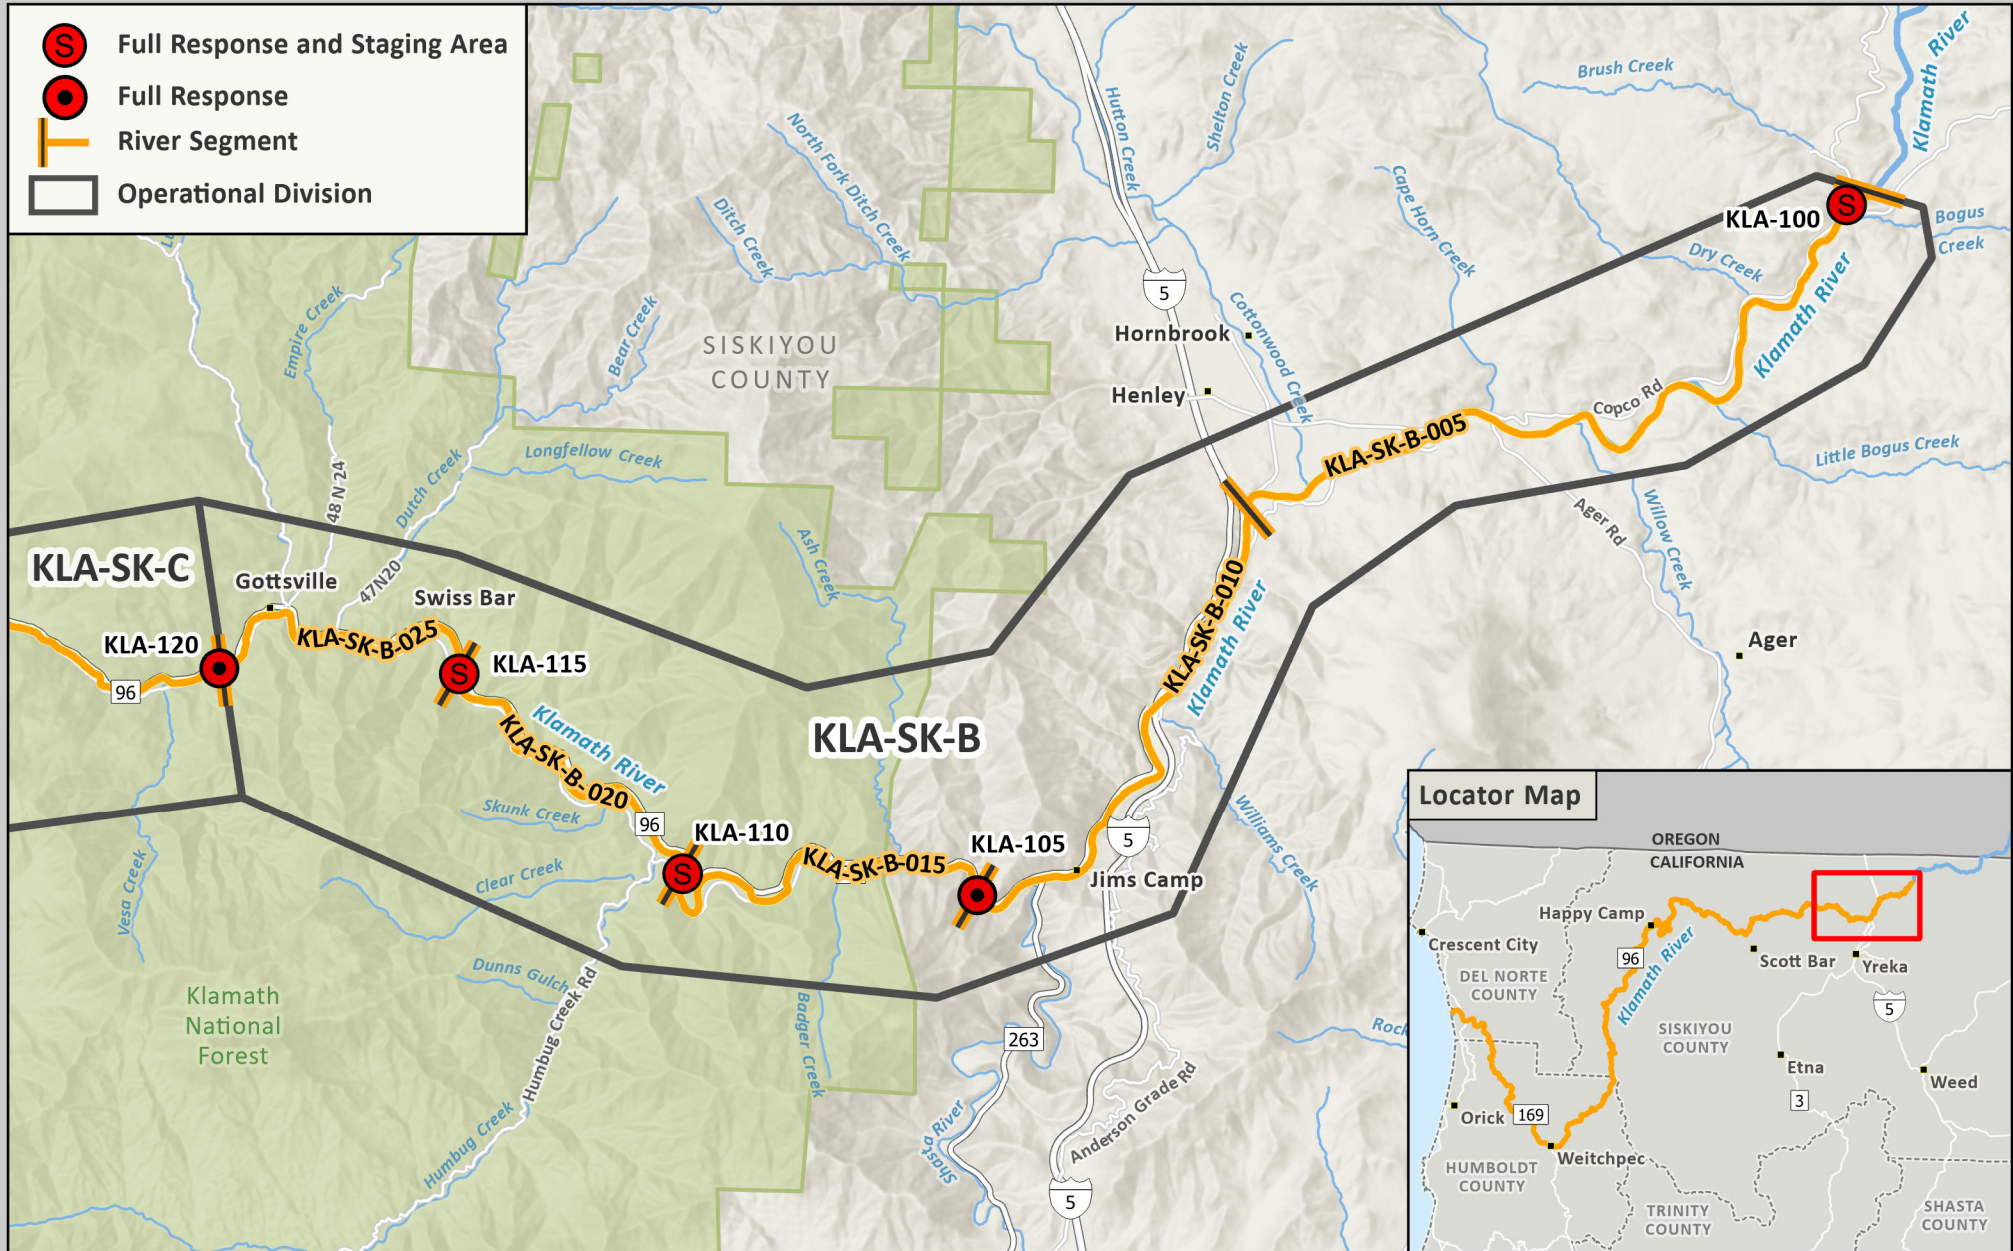 Full Response and Staging Area
Full Response
River Segment
Operational Division
S
Klamath River
Brush Creek
Shelton Creek
Hutton Creek
North Fork Ditch Creek
Ditch Creek
Cape Horn Creek
S
KLA-100
Bogus
Creek
Dry Creek
Klamath River
Empire Creek
Bear Creek
SISKIYOU
COUNTY
5
Hornbrook
Cottonwood Creek
Henley
Copco Rd
KLA-SK-B-005
Little Bogus Creek
Longfellow Creek
48N24
Dutch Creek
Ager Rd
Willow Creek
Ash Creek
KLA-SK-C
Gottsville
47N20
Swiss Bar
KLA-120
KLA-SK-B-025
S
KLA-115
96
KLA-SK-B-010
Klamath River
Ager
Klamath River
KLA-SK-B-020
KLA-SK-B
Skunk Creek
96
KLA-110
S
KLA-SK-B-015
KLA-105
5
Jims Camp
Williams Creek
Vesa Creek
Clear Creek
Dunns Gulch
Humbug Creek Rd
Badger Creek
Klamath
National
Forest
263
Rock
Shasta River
Anderson Grade Rd
Humbug Creek
5
Locator Map
OREGON
CALIFORNIA
Happy Camp
Crescent City
96
Klamath River
Scott Bar
Yreka
DEL NORTE
COUNTY
5
SISKIYOU
COUNTY
Etna
Weed
3
Orick
169
Weitchpec
HUMBOLDT
COUNTY
TRINITY
COUNTY
SHASTA
COUNTY